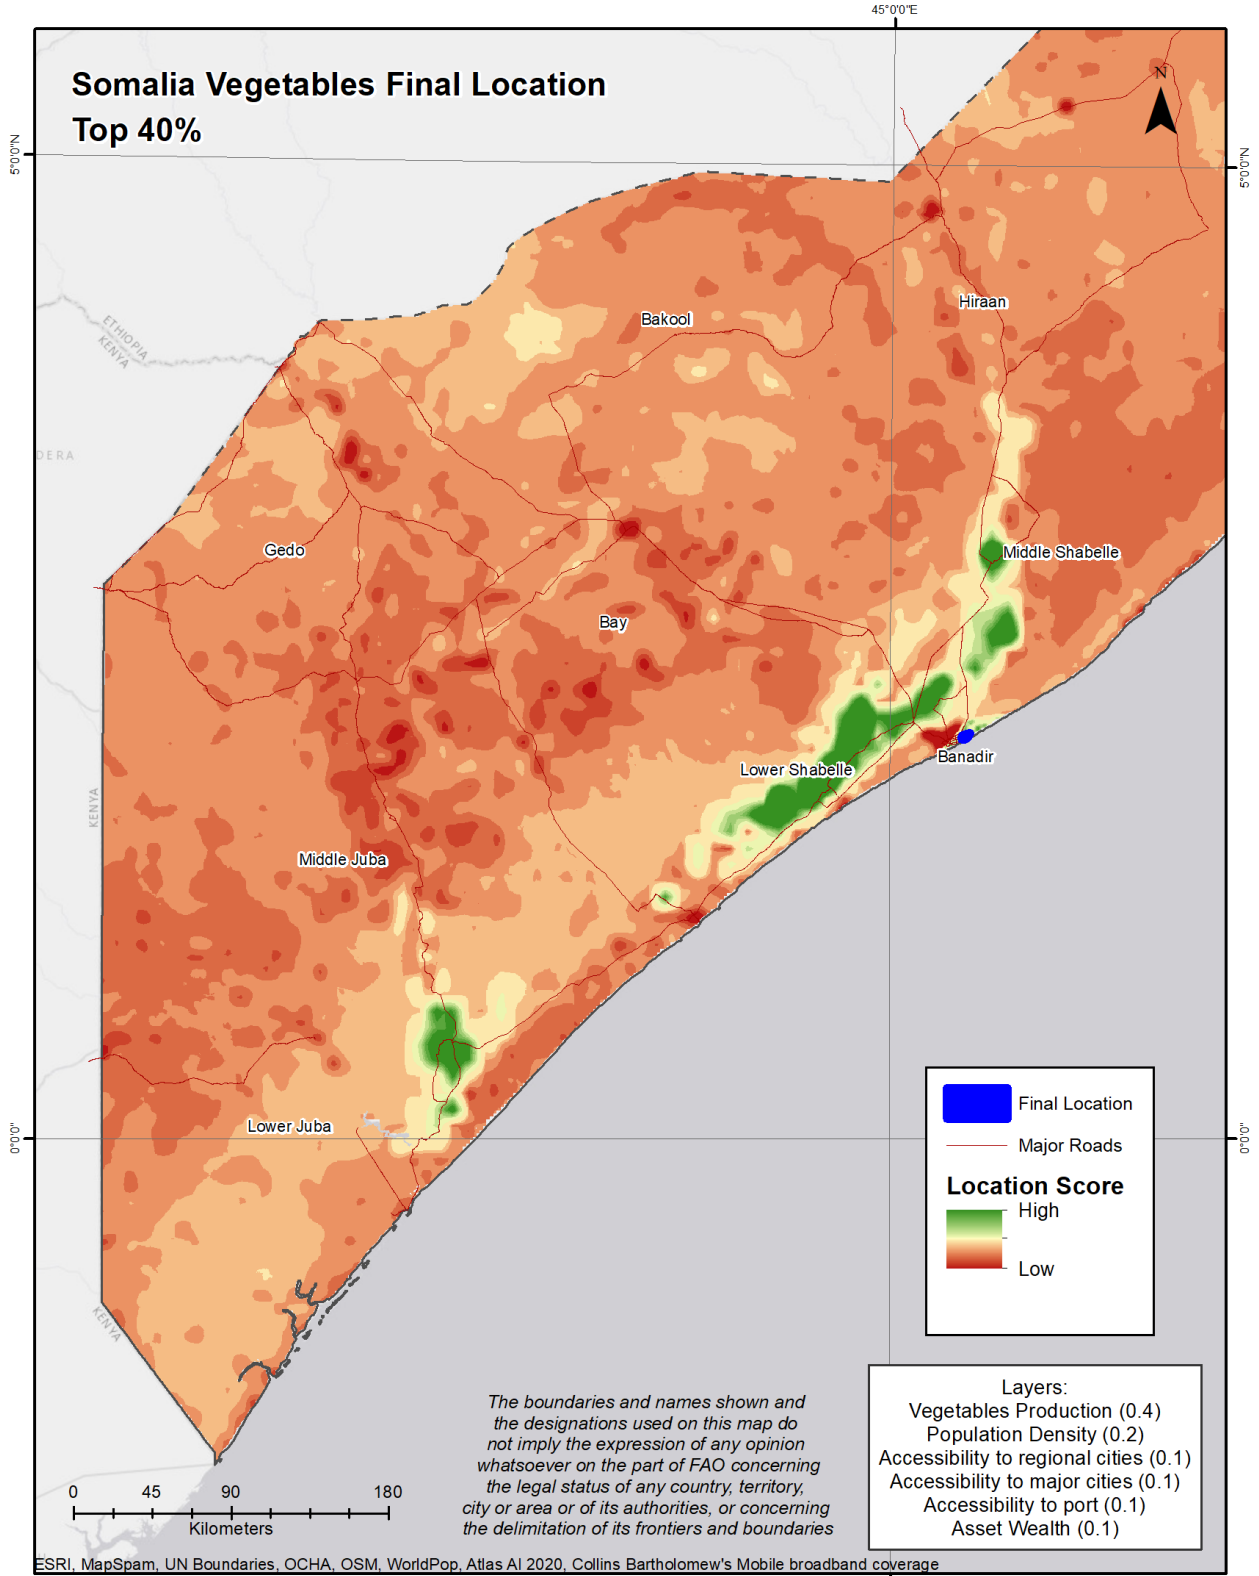 45°0'0"E
Somalia Vegetables Final Location
Top 40%
N
5°0'0"N
5°0'0"N
Hiraan
Bakool
ETHIOPIA
KENYA
DERA
Gedo
Middle Shabelle
Bay
Banadir
Lower Shabelle
KENYA
Middle Juba
Lower Juba
0°0'0"
0°0'0"
Final Location
Major Roads
Location Score
High
Low
KENYA
The boundaries and names shown and
the designations used on this map do
not imply the expression of any opinion
whatsoever on the part of FAO concerning
the legal status of any country, territory,
city or area or of its authorities, or concerning
the delimitation of its frontiers and boundaries
Layers:
Vegetables Production (0.4)
Population Density (0.2)
Accessibility to regional cities (0.1)
Accessibility to major cities (0.1)
Accessibility to port (0.1)
Asset Wealth (0.1)
0 45 90 180
Kilometers
ESRI, MapSpam, UN Boundaries, OCHA, OSM, WorldPop, Atlas AI 2020, Collins Bartholomew's Mobile broadband coverage